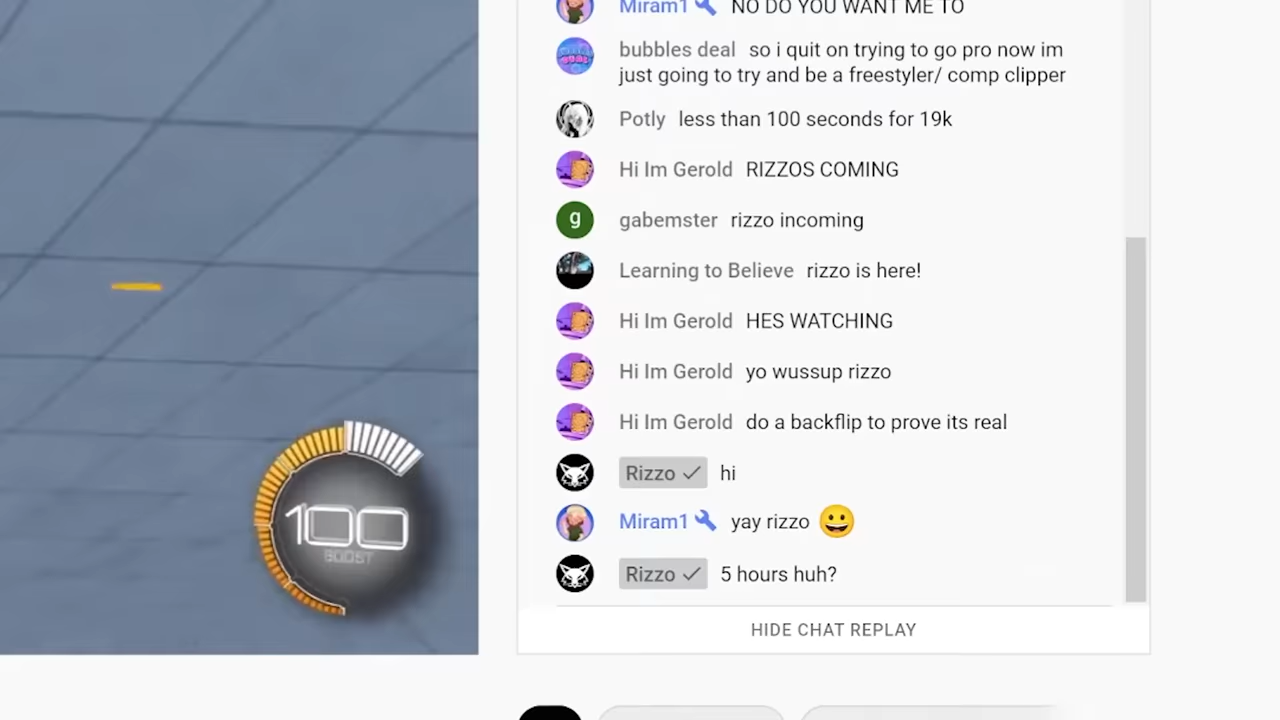 Miram1 NO DO YOU WANT ME TO
bubbles deal so i quit on trying to go pro now im
just going to try and be a freestyler/ comp clipper
Potly less than 100 seconds for 19k
Hi Im Gerold RIZZOS COMING
g gabemster rizzo incoming
Learning to Believe rizzo is here!
Hi Im Gerold HES WATCHING
Hi Im Gerold yo wussup rizzo
Hi Im Gerold do a backflip to prove its real
Rizzo hi
Miram1 yay rizzo 😀
Rizzo 5 hours huh?
HIDE CHAT REPLAY
100
BOOST